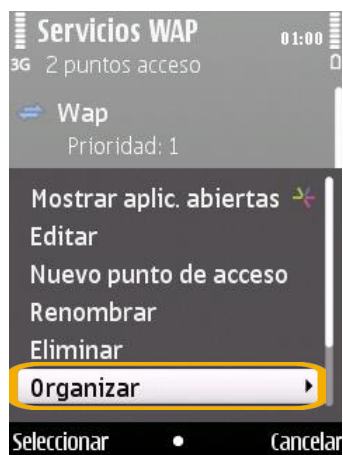 Servicios WAP
01:00
3G 2 puntos acceso
Wap
Prioridad: 1
Mostrar aplic. abiertas
Editar
Nuevo punto de acceso
Renombrar
Eliminar
Organizar
Seleccionar Cancelar